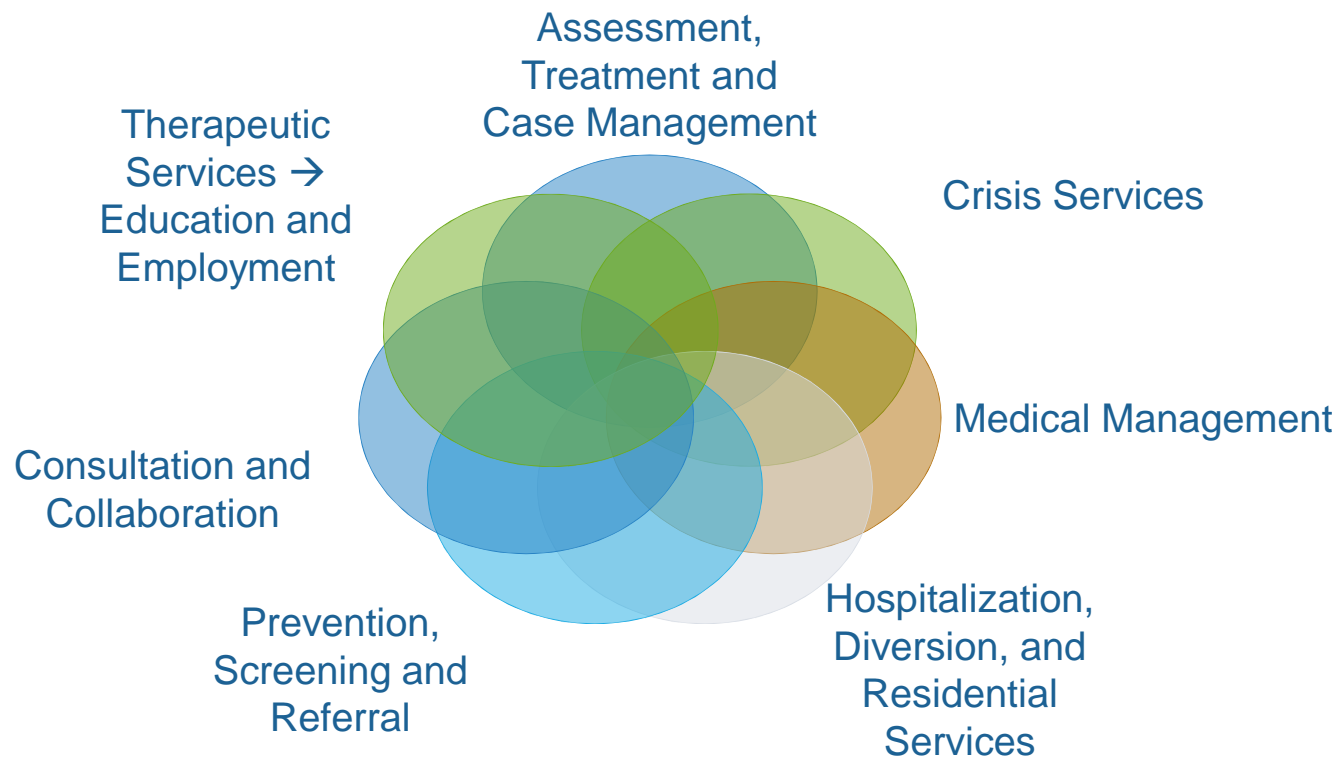 Assessment,
Treatment and
Case Management
Crisis Services
Medical Management
Hospitalization,
Diversion, and
Residential
Services
Prevention,
Screening and
Referral
Consultation and
Collaboration
Therapeutic
Services →
Education and
Employment